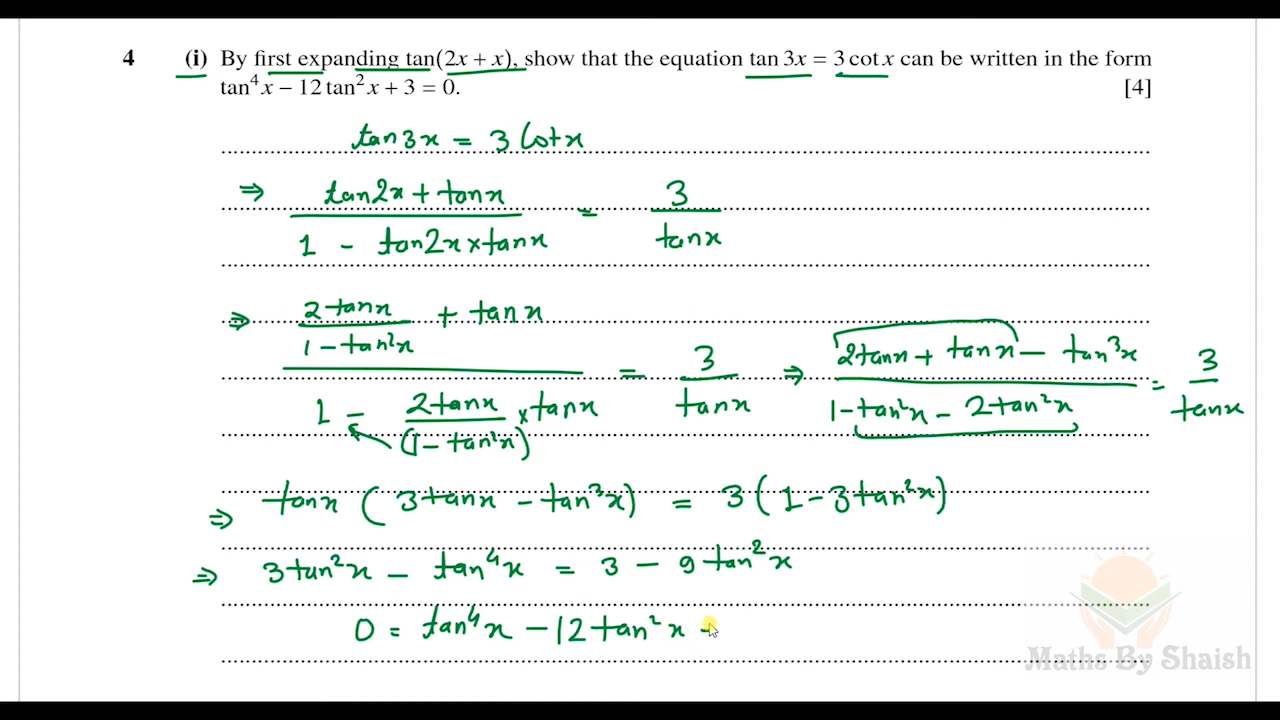 4 (i) By first expanding tan(2x + x), show that the equation tan 3x = 3 cot x can be written in the form
tan⁴x − 12 tan²x + 3 = 0. [4]
tan3x = 3 Cotx
⇒ (tan2x + tanx)/(1 - tan2x × tanx) = 3/tanx
⇒ (2tanx/(1 - tan²x) + tanx)/(1 - 2tanx/(1 - tan²x) × tanx) = 3/tanx ⇒ (2tanx + tanx - tan³x)/(1 - tan²x - 2tan²x) = 3/tanx
⇒ tanx (3tanx - tan³x) = 3(1 - 3tan²x)
⇒ 3tan²x - tan⁴x = 3 - 9tan²x
0 = tan⁴x - 12tan²x -
Maths By Shaish